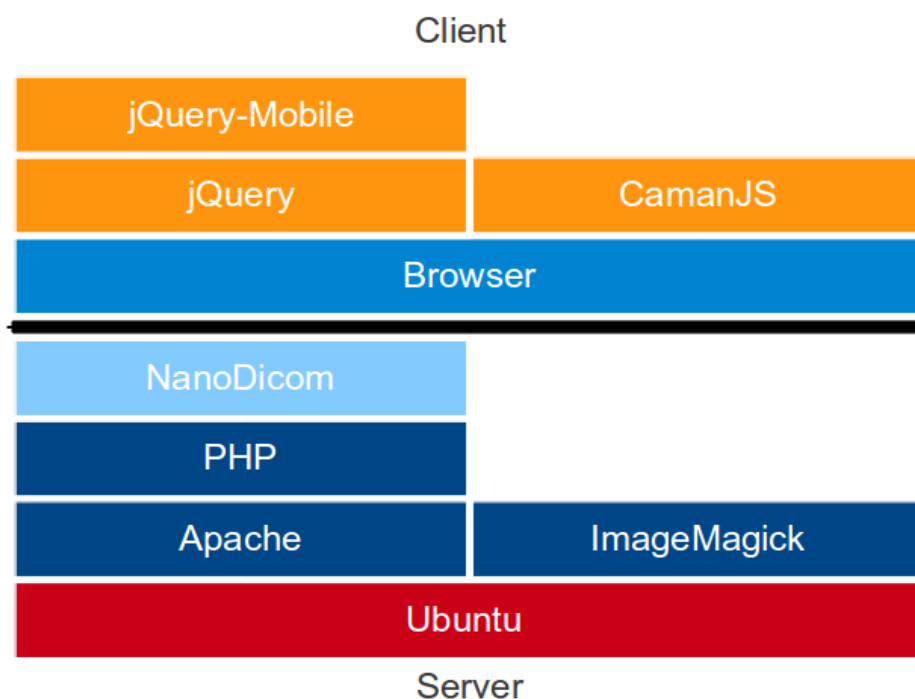 Client
jQuery-Mobile
jQuery
CamanJS
Browser
NanoDicom
PHP
Apache
ImageMagick
Ubuntu
Server